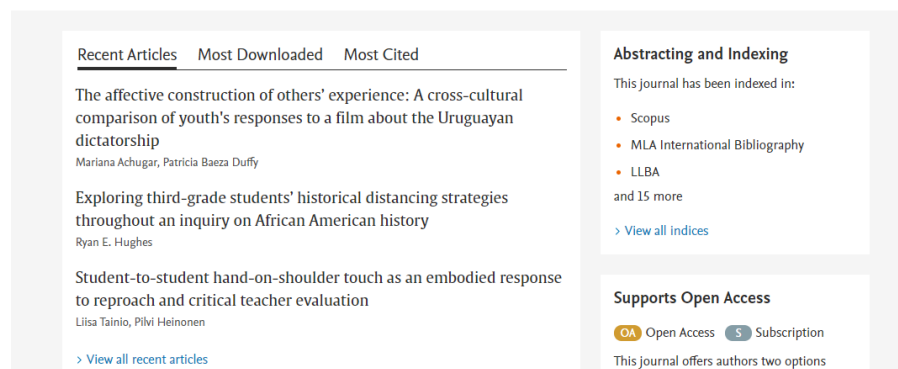 Recent Articles Most Downloaded Most Cited
The affective construction of others' experience: A cross-cultural
comparison of youth's responses to a film about the Uruguayan
dictatorship
Mariana Achugar, Patricia Baeza Duffy
Exploring third-grade students' historical distancing strategies
throughout an inquiry on African American history
Ryan E. Hughes
Student-to-student hand-on-shoulder touch as an embodied response
to reproach and critical teacher evaluation
Liisa Tainio, Pilvi Heinonen
> View all recent articles
Abstracting and Indexing
This journal has been indexed in:
• Scopus
• MLA International Bibliography
• LLBA
and 15 more
> View all indices
Supports Open Access
OA Open Access S Subscription
This journal offers authors two options